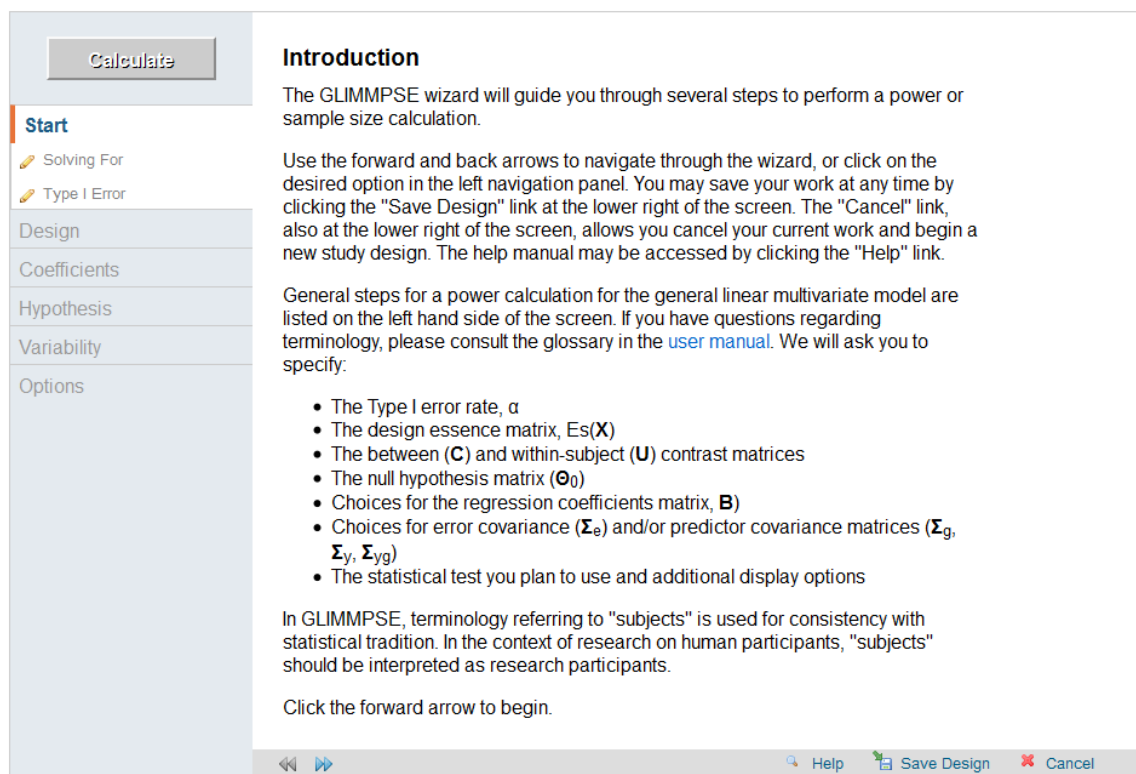 Calculate
Start
Solving For
Type I Error
Design
Coefficients
Hypothesis
Variability
Options
Introduction
The GLIMMPSE wizard will guide you through several steps to perform a power or
sample size calculation.
Use the forward and back arrows to navigate through the wizard, or click on the
desired option in the left navigation panel. You may save your work at any time by
clicking the "Save Design" link at the lower right of the screen. The "Cancel" link,
also at the lower right of the screen, allows you cancel your current work and begin a
new study design. The help manual may be accessed by clicking the "Help" link.
General steps for a power calculation for the general linear multivariate model are
listed on the left hand side of the screen. If you have questions regarding
terminology, please consult the glossary in the user manual. We will ask you to
specify:
• The Type I error rate, α
• The design essence matrix, Es(X)
• The between (C) and within-subject (U) contrast matrices
• The null hypothesis matrix (Θ₀)
• Choices for the regression coefficients matrix, B)
• Choices for error covariance (Σe) and/or predictor covariance matrices (Σg,
Σy, Σyg)
• The statistical test you plan to use and additional display options
In GLIMMPSE, terminology referring to "subjects" is used for consistency with
statistical tradition. In the context of research on human participants, "subjects"
should be interpreted as research participants.
Click the forward arrow to begin.
Help Save Design Cancel